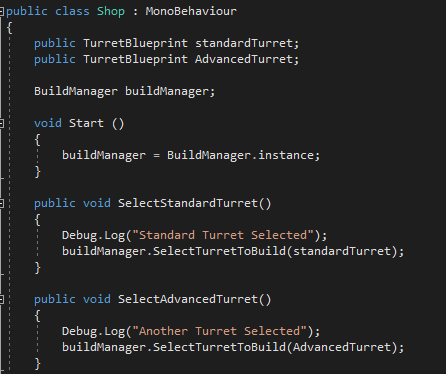 public class Shop : MonoBehaviour
{
public TurretBlueprint standardTurret;
public TurretBlueprint AdvancedTurret;
BuildManager buildManager;
void Start ()
{
buildManager = BuildManager.instance;
}
public void SelectStandardTurret()
{
Debug.Log("Standard Turret Selected");
buildManager.SelectTurretToBuild(standardTurret);
}
public void SelectAdvancedTurret()
{
Debug.Log("Another Turret Selected");
buildManager.SelectTurretToBuild(AdvancedTurret);
}